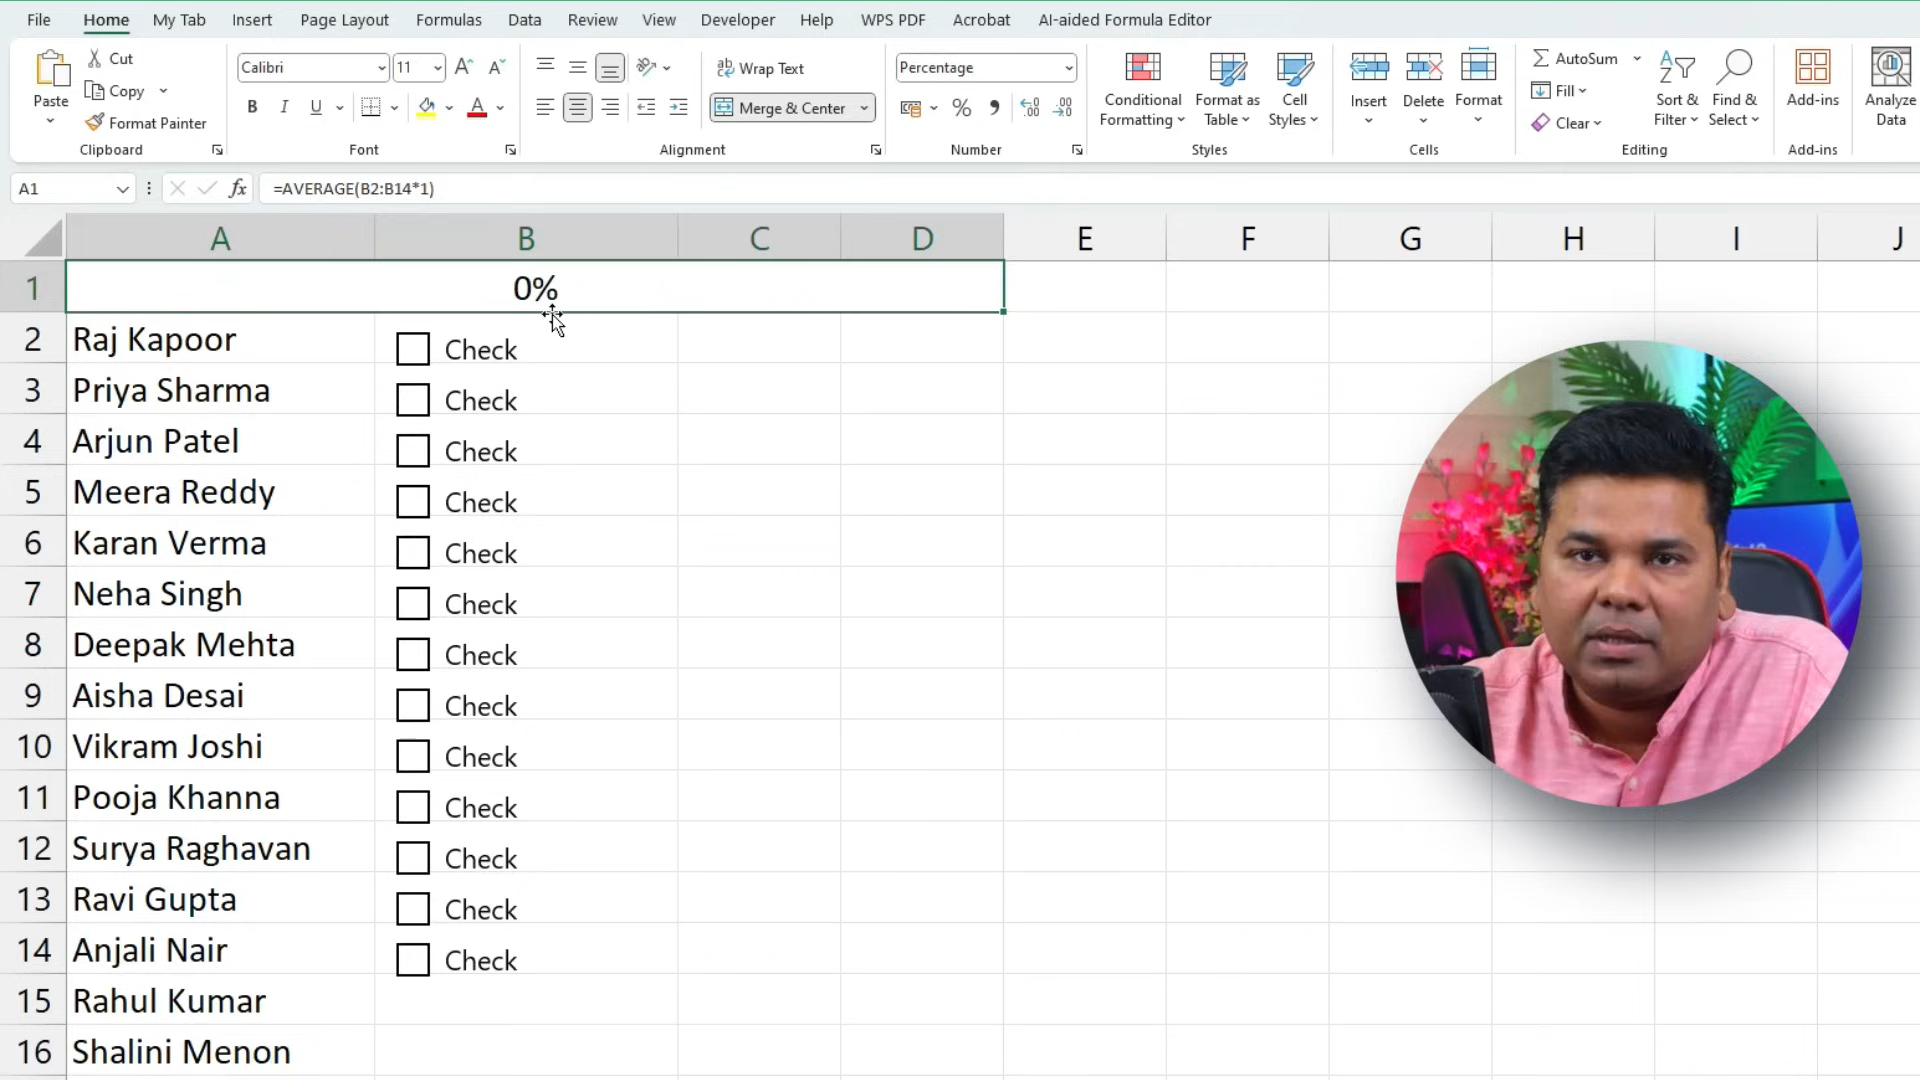 File Home My Tab Insert Page Layout Formulas Data Review View Developer Help WPS PDF Acrobat AI-aided Formula Editor
Paste
Cut
Copy
Format Painter
Clipboard
Calibri 11
B I U
Font
Wrap Text
Merge & Center
Alignment
Percentage
Number
Conditional Formatting
Format as Table
Cell Styles
Styles
Insert
Delete
Format
Cells
AutoSum
Fill
Clear
Sort & Filter
Find & Select
Editing
Add-ins
Add-ins
Analyze Data
A1 fx =AVERAGE(B2:B14*1)
A B C D E F G H I J
1 0%
2 Raj Kapoor Check
3 Priya Sharma Check
4 Arjun Patel Check
5 Meera Reddy Check
6 Karan Verma Check
7 Neha Singh Check
8 Deepak Mehta Check
9 Aisha Desai Check
10 Vikram Joshi Check
11 Pooja Khanna Check
12 Surya Raghavan Check
13 Ravi Gupta Check
14 Anjali Nair Check
15 Rahul Kumar
16 Shalini Menon